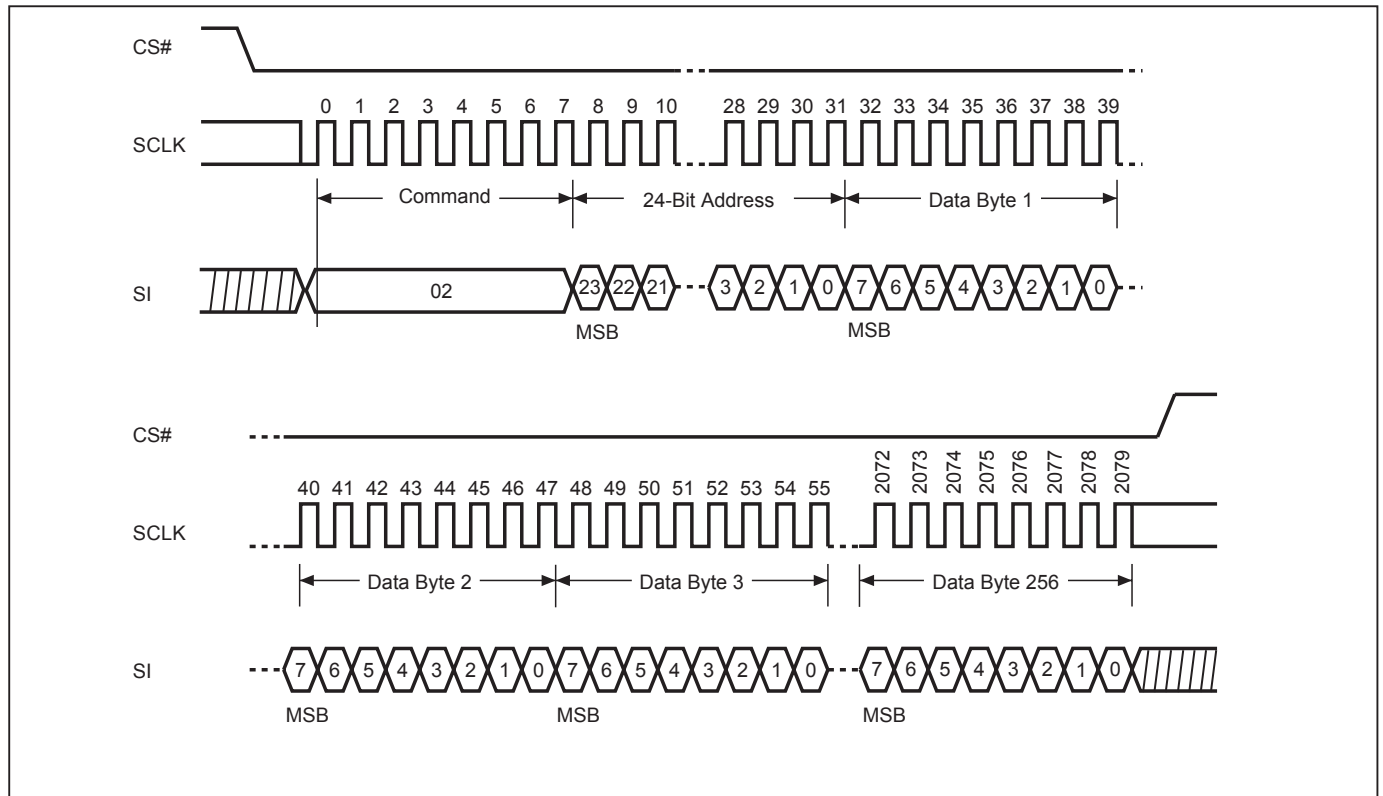 CS#
0 1 2 3 4 5 6 7 8 9 10 28 29 30 31 32 33 34 35 36 37 38 39
SCLK
Command 24-Bit Address Data Byte 1
SI 02 23 22 21 3 2 1 0 7 6 5 4 3 2 1 0
MSB MSB
CS#
40 41 42 43 44 45 46 47 48 49 50 51 52 53 54 55 2072 2073 2074 2075 2076 2077 2078 2079
SCLK
Data Byte 2 Data Byte 3 Data Byte 256
SI 7 6 5 4 3 2 1 0 7 6 5 4 3 2 1 0 7 6 5 4 3 2 1 0
MSB MSB MSB